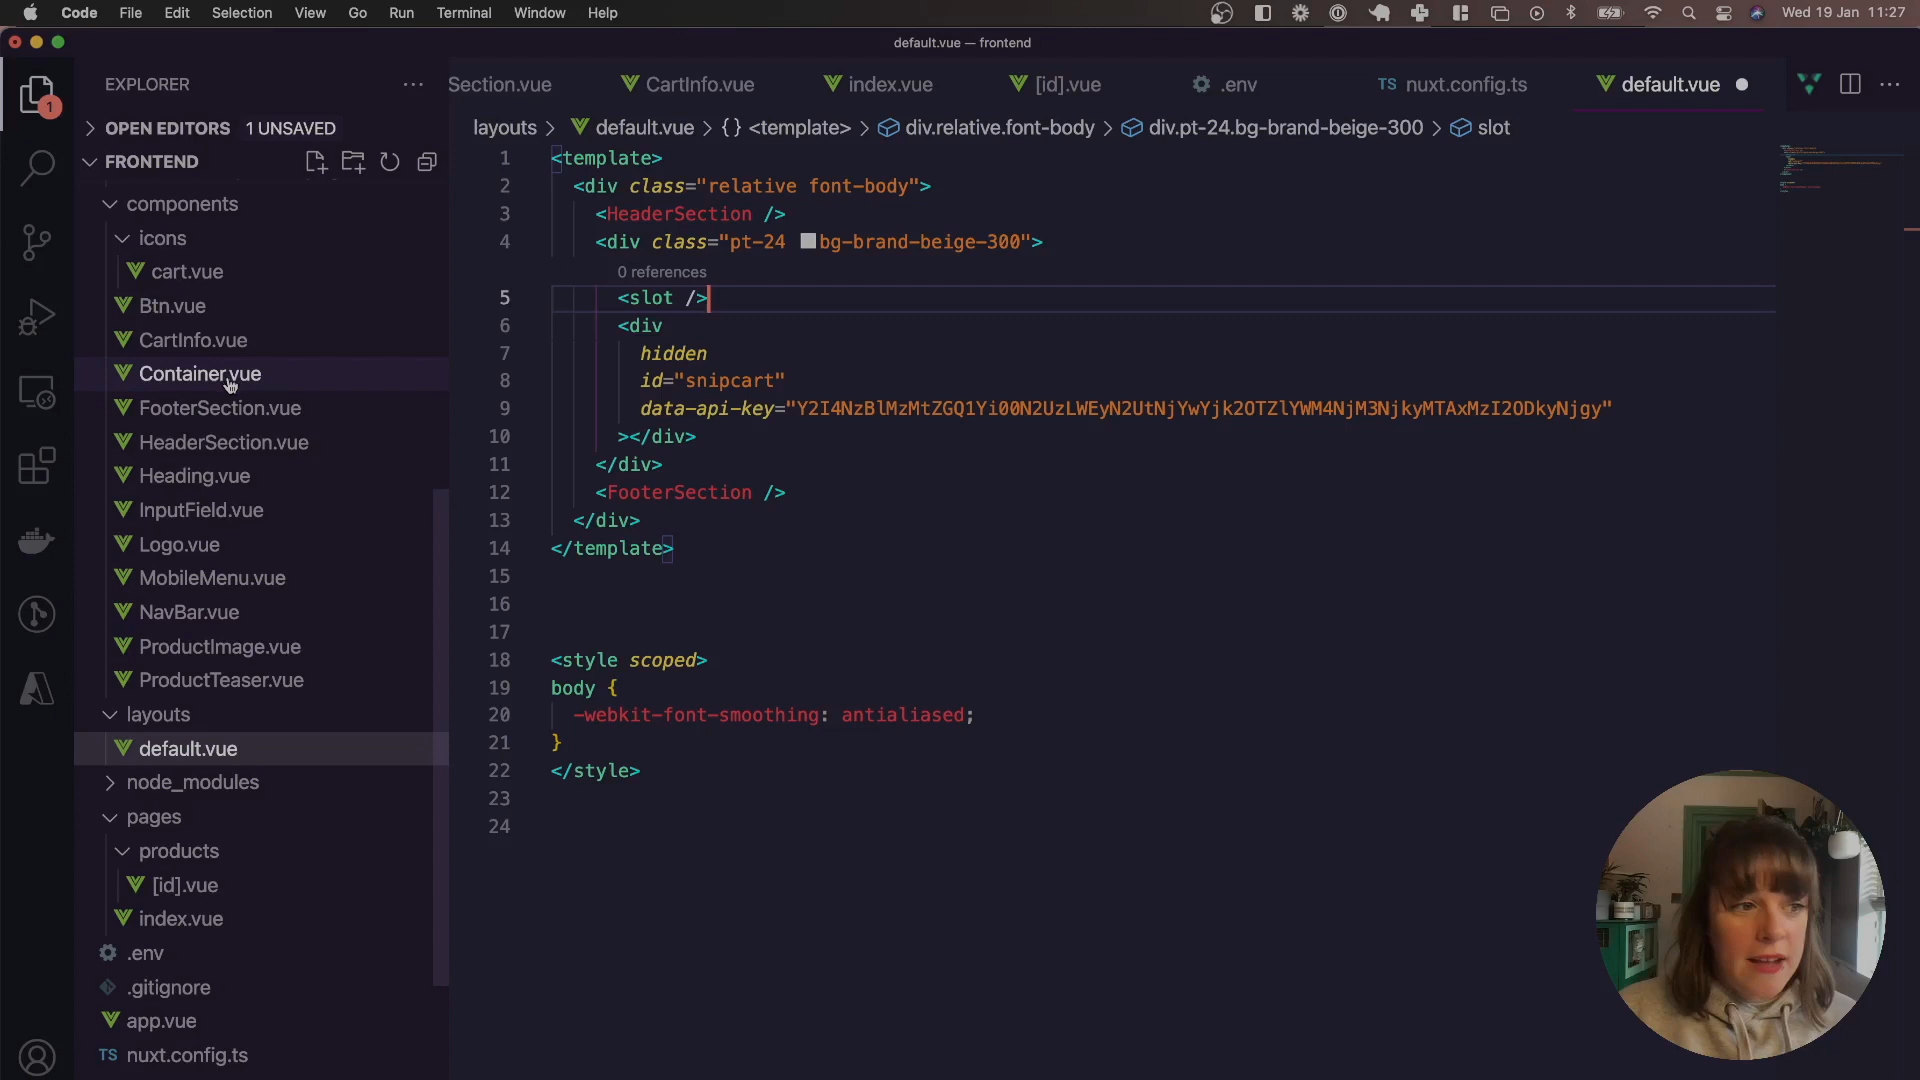 Code File Edit Selection View Go Run Terminal Window Help Wed 19 Jan 11:27
default.vue — frontend
EXPLORER
Section.vue CartInfo.vue index.vue [id].vue .env TS nuxt.config.ts default.vue
OPEN EDITORS 1 UNSAVED
layouts > default.vue > {} <template> > div.relative.font-body > div.pt-24.bg-brand-beige-300 > slot
FRONTEND
components
icons
cart.vue
Btn.vue
CartInfo.vue
Container.vue
FooterSection.vue
HeaderSection.vue
Heading.vue
InputField.vue
Logo.vue
MobileMenu.vue
NavBar.vue
ProductImage.vue
ProductTeaser.vue
layouts
default.vue
node_modules
pages
products
[id].vue
index.vue
.env
.gitignore
app.vue
TS nuxt.config.ts
1
1 <template>
2 <div class="relative font-body">
3 <HeaderSection />
4 <div class="pt-24 bg-brand-beige-300">
0 references
5 <slot />
6 <div
7 hidden
8 id="snipcart"
9 data-api-key="Y2I4NzBlMzMtZGQ1Yi00N2UzLWEyN2UtNjYwYjk2OTZlYWM4NjM3NjkyMTAxMzI2ODkyNjgy"
10 ></div>
11 </div>
12 <FooterSection />
13 </div>
14 </template>
15
16
17
18 <style scoped>
19 body {
20 -webkit-font-smoothing: antialiased;
21 }
22 </style>
23
24